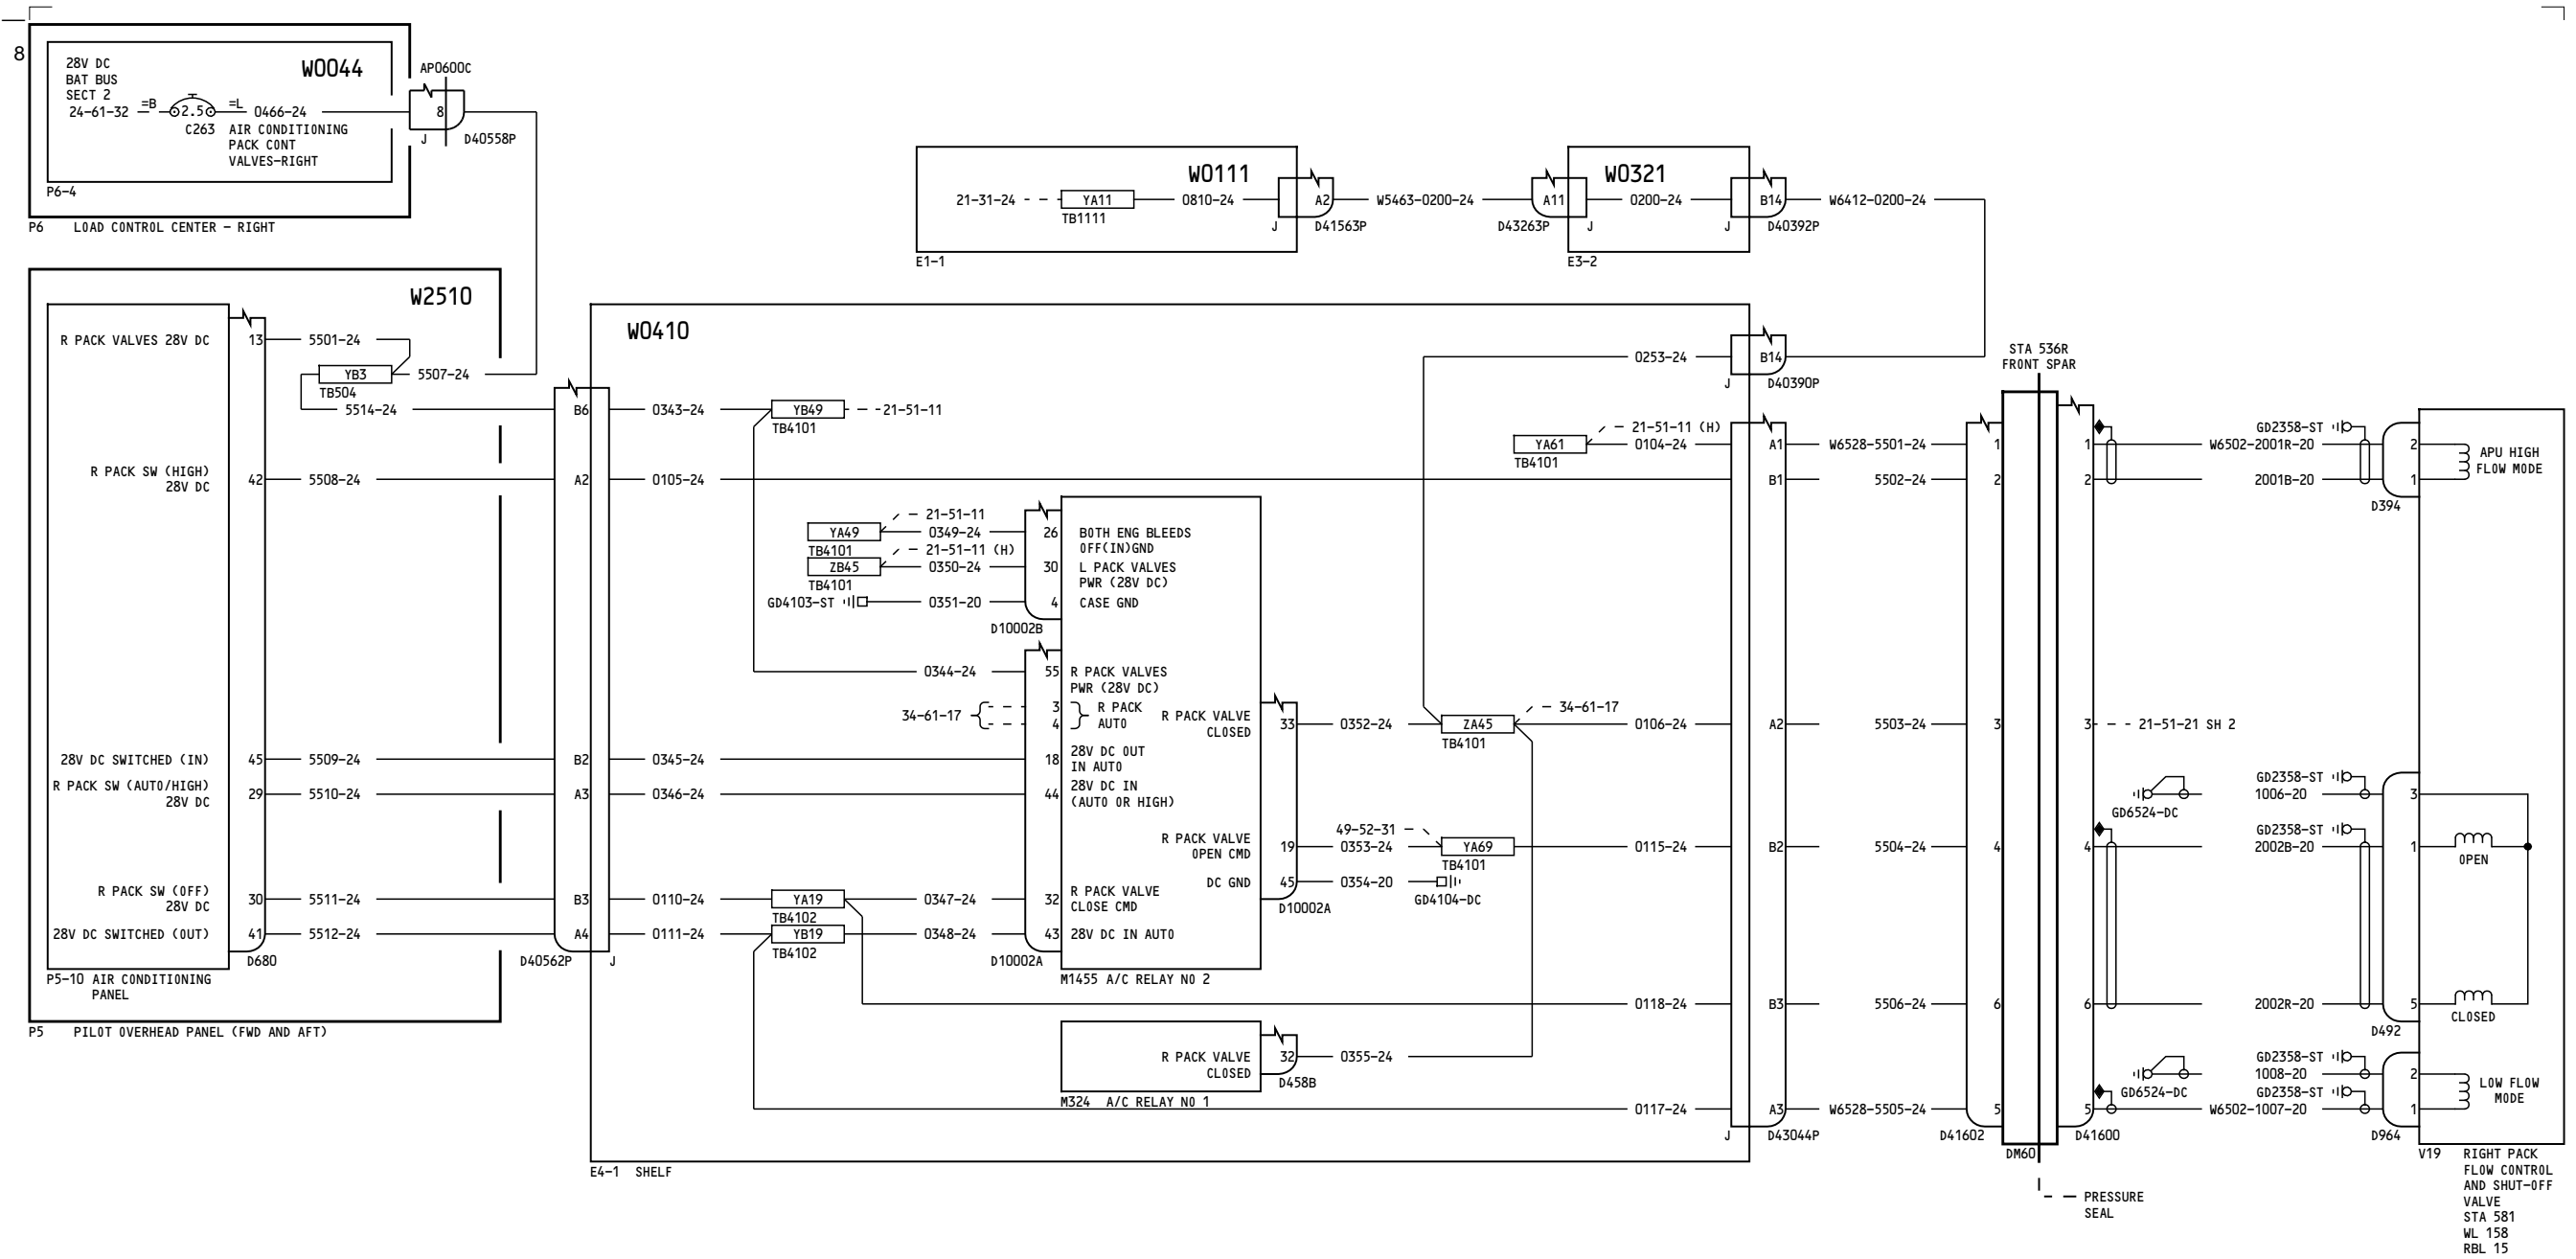 8
28V DC
BAT BUS
SECT 2
24-61-32
=B
2.5
=L
0466-24
C263
AIR CONDITIONING
PACK CONT
VALVES-RIGHT
W0044
P6-4
P6 LOAD CONTROL CENTER - RIGHT
AP0600C
8
J
D40558P
W0111
21-31-24
YA11
TB1111
0810-24
J
A2
D41563P
E1-1
W5463-0200-24
A11
D43263P
J
W0321
0200-24
J
B14
D40392P
E3-2
W6412-0200-24
W2510
R PACK VALVES 28V DC
13
5501-24
YB3
TB504
5507-24
5514-24
R PACK SW (HIGH)
28V DC
42
5508-24
28V DC SWITCHED (IN)
45
5509-24
R PACK SW (AUTO/HIGH)
28V DC
29
5510-24
R PACK SW (OFF)
28V DC
30
5511-24
28V DC SWITCHED (OUT)
41
5512-24
D680
P5-10 AIR CONDITIONING
PANEL
P5 PILOT OVERHEAD PANEL (FWD AND AFT)
B6
A2
B2
A3
B3
A4
D40562P
J
W0410
0343-24
YB49
TB4101
21-51-11
0105-24
YA49
TB4101
21-51-11
0349-24
26
BOTH ENG BLEEDS
OFF(IN)GND
ZB45
TB4101
21-51-11 (H)
0350-24
30
L PACK VALVES
PWR (28V DC)
GD4103-ST
0351-20
4
CASE GND
D10002B
0344-24
55
R PACK VALVES
PWR (28V DC)
34-61-17
3
4
R PACK
AUTO
0345-24
18
28V DC OUT
IN AUTO
0346-24
44
28V DC IN
(AUTO OR HIGH)
0110-24
YA19
TB4102
0347-24
32
R PACK VALVE
CLOSE CMD
0111-24
YB19
TB4102
0348-24
43
28V DC IN AUTO
D10002A
M1455 A/C RELAY NO 2
R PACK VALVE
CLOSED
33
0352-24
ZA45
TB4101
34-61-17
0106-24
R PACK VALVE
OPEN CMD
19
49-52-31
0353-24
YA69
TB4101
0115-24
DC GND
45
0354-20
GD4104-DC
D10002A
0118-24
R PACK VALVE
CLOSED
32
0355-24
D458B
M324 A/C RELAY NO 1
0117-24
E4-1 SHELF
0253-24
B14
J
D40390P
YA61
TB4101
21-51-11 (H)
0104-24
A1
B1
A2
B2
B3
A3
J
D43044P
W6528-5501-24
5502-24
5503-24
5504-24
5506-24
W6528-5505-24
1
2
3
4
6
5
D41602
STA 536R
FRONT SPAR
DM60
PRESSURE
SEAL
1
2
3
21-51-21 SH 2
4
6
5
D41600
GD2358-ST
W6502-2001R-20
2
2001B-20
1
D394
APU HIGH
FLOW MODE
GD6524-DC
GD2358-ST
1006-20
3
GD2358-ST
2002B-20
1
OPEN
2002R-20
5
CLOSED
D492
GD6524-DC
GD2358-ST
1008-20
2
GD2358-ST
W6502-1007-20
1
D964
LOW FLOW
MODE
V19 RIGHT PACK
FLOW CONTROL
AND SHUT-OFF
VALVE
STA 581
WL 158
RBL 15